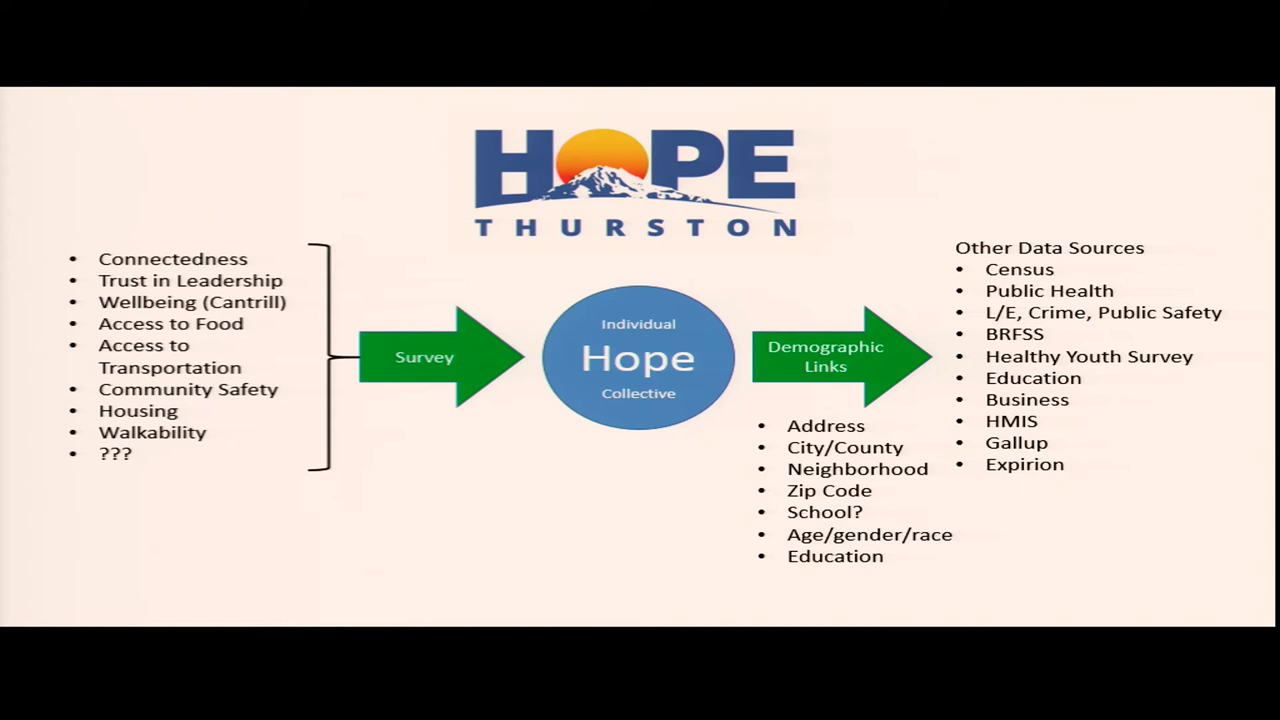 HOPE
THURSTON
• Connectedness
• Trust in Leadership
• Wellbeing (Cantrill)
• Access to Food
• Access to
Transportation
• Community Safety
• Housing
• Walkability
• ???
Survey
Individual
Hope
Collective
Demographic
Links
• Address
• City/County
• Neighborhood
• Zip Code
• School?
• Age/gender/race
• Education
Other Data Sources
• Census
• Public Health
• L/E, Crime, Public Safety
• BRFSS
• Healthy Youth Survey
• Education
• Business
• HMIS
• Gallup
• Expirion